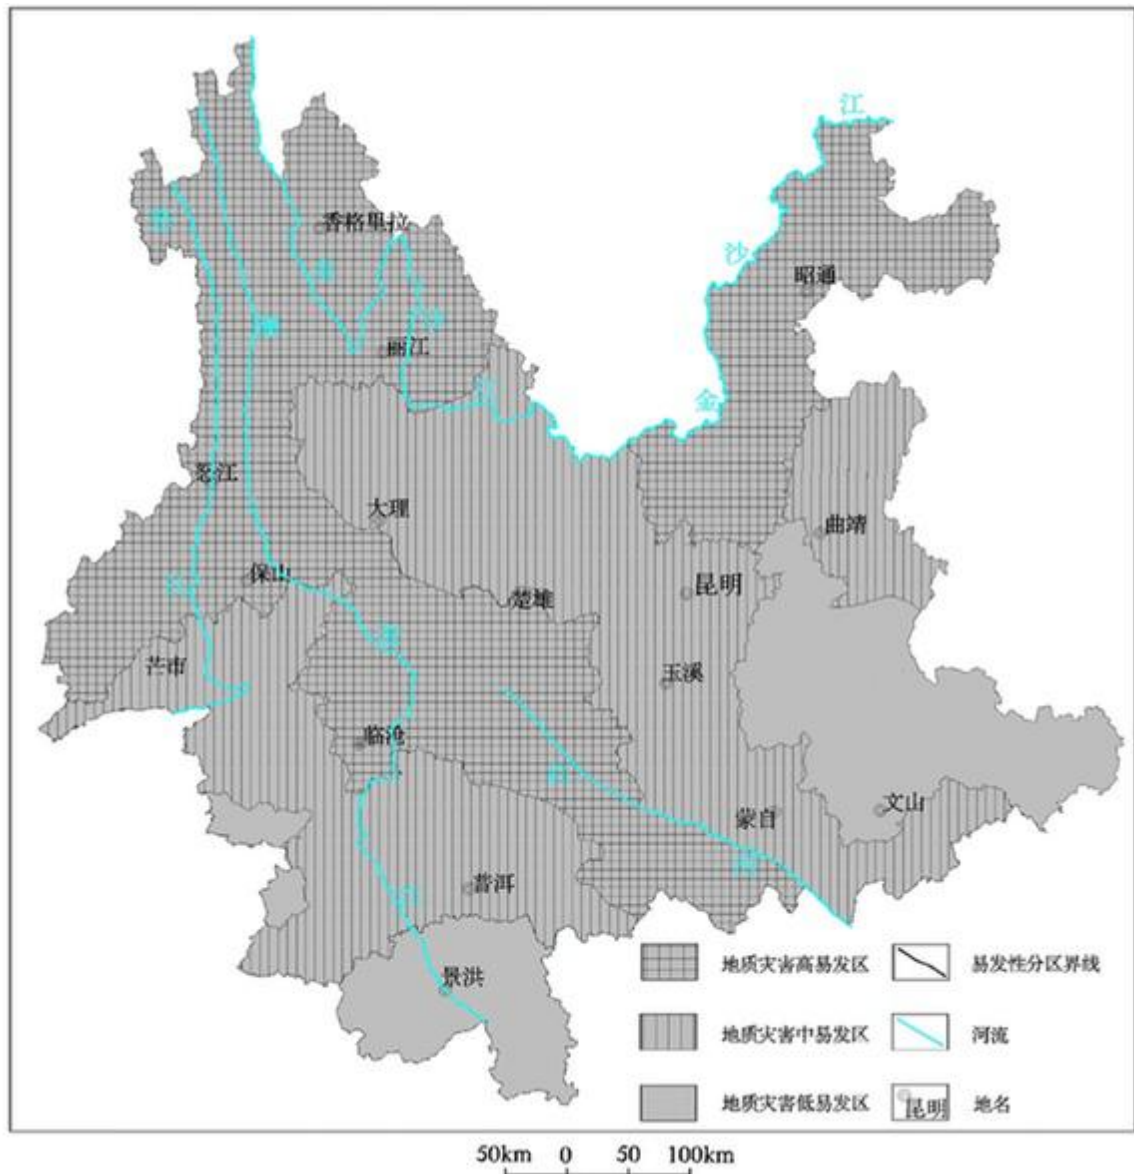 江
香格里拉
沙
昭通
丽江
金
怒江
大理
曲靖
保山
楚雄
昆明
芒市
玉溪
临沧
蒙自
文山
普洱
景洪
地质灾害高易发区
易发性分区界线
地质灾害中易发区
河流
地质灾害低易发区
昆明
地名
50km 0 50 100km